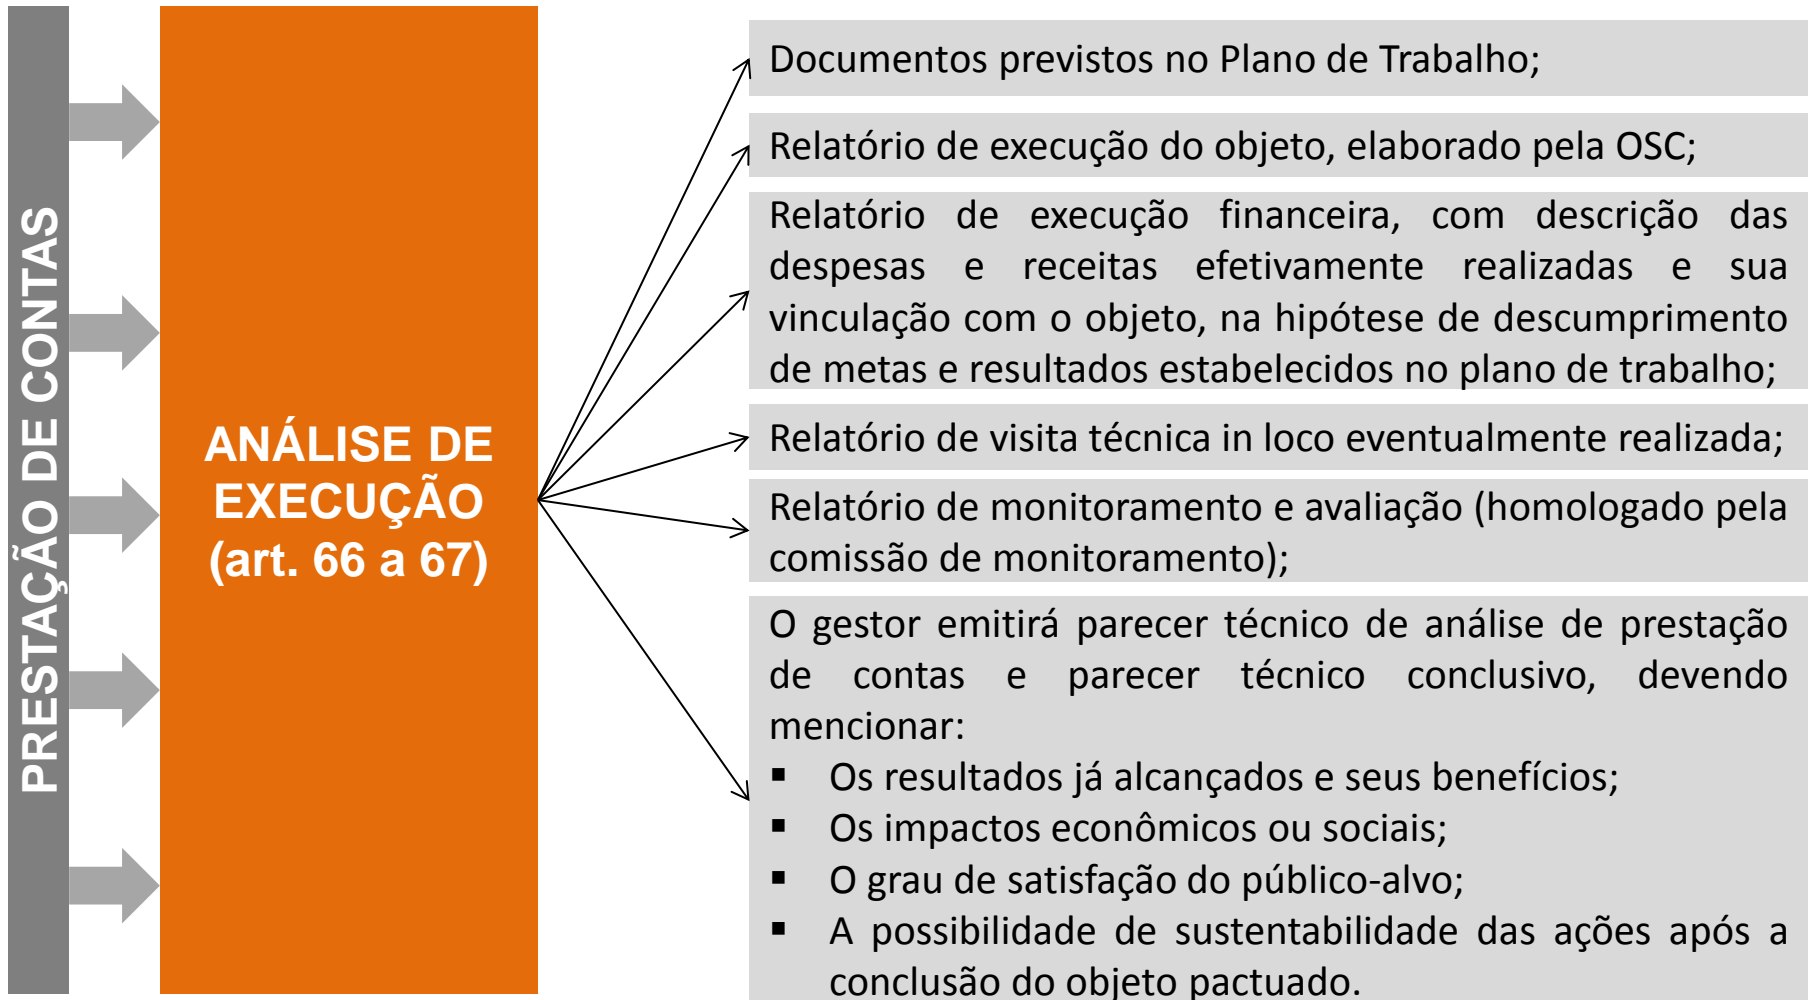 PRESTAÇÃO DE CONTAS
ANÁLISE DE
EXECUÇÃO
(art. 66 a 67)
Documentos previstos no Plano de Trabalho;
Relatório de execução do objeto, elaborado pela OSC;
Relatório de execução financeira, com descrição das
despesas e receitas efetivamente realizadas e sua
vinculação com o objeto, na hipótese de descumprimento
de metas e resultados estabelecidos no plano de trabalho;
Relatório de visita técnica in loco eventualmente realizada;
Relatório de monitoramento e avaliação (homologado pela
comissão de monitoramento);
O gestor emitirá parecer técnico de análise de prestação
de contas e parecer técnico conclusivo, devendo
mencionar:
▪ Os resultados já alcançados e seus benefícios;
▪ Os impactos econômicos ou sociais;
▪ O grau de satisfação do público-alvo;
▪ A possibilidade de sustentabilidade das ações após a
conclusão do objeto pactuado.